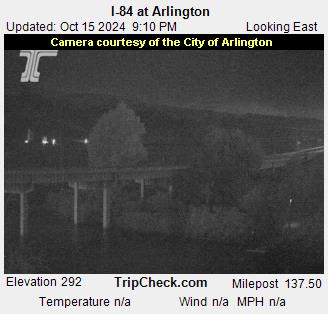 I-84 at Arlington
Updated: Oct 15 2024 9:10 PM Looking East
Camera courtesy of the City of Arlington
Elevation 292 TripCheck.com Milepost 137.50
Temperature n/a Wind n/a MPH n/a